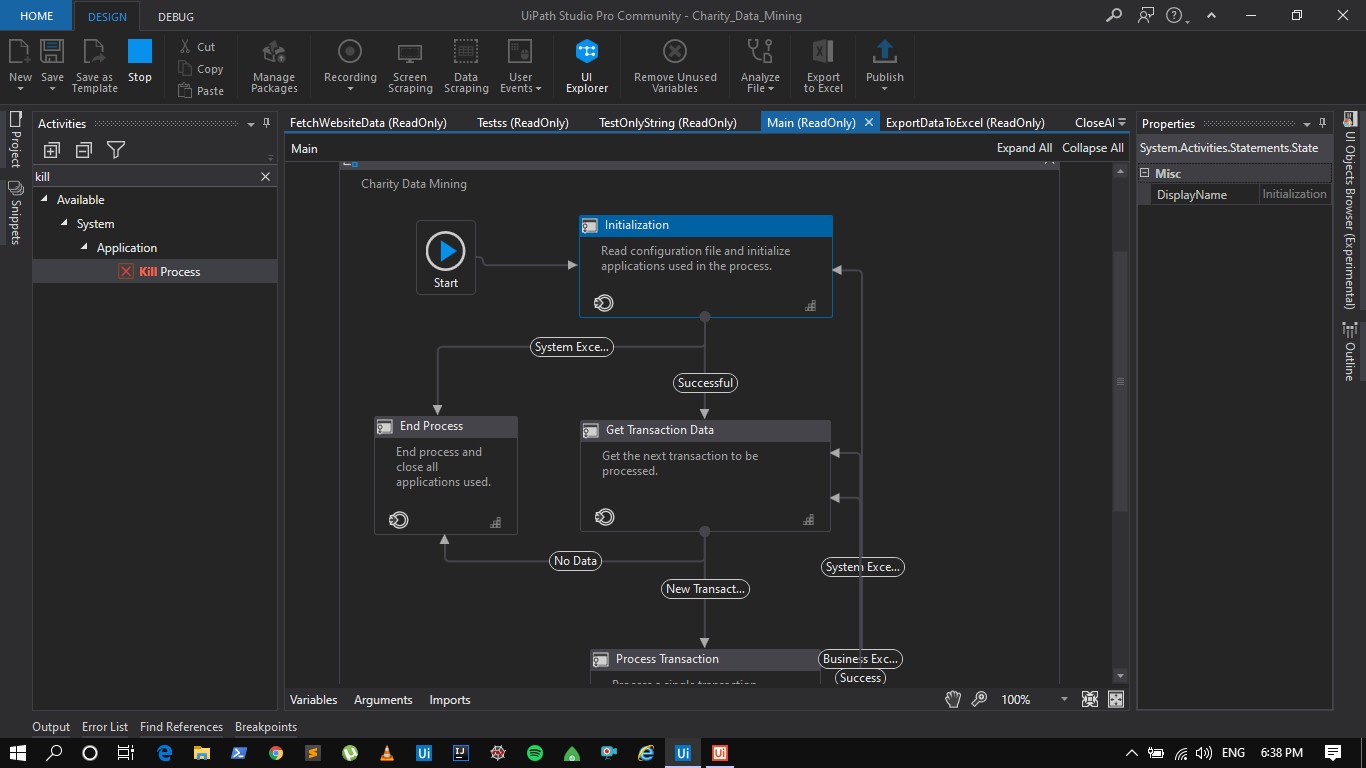 HOME DESIGN DEBUG UiPath Studio Pro Community - Charity_Data_Mining
New Save Save as Template Stop
Cut
Copy
Paste
Manage Packages Recording Screen Scraping Data Scraping User Events UI Explorer Remove Unused Variables Analyze File Export to Excel Publish
Project
Snippets
Activities
kill
Available
System
Application
Kill Process
FetchWebsiteData (ReadOnly) Testss (ReadOnly) TestOnlyString (ReadOnly) Main (ReadOnly) ExportDataToExcel (ReadOnly) CloseAl
Main Expand All Collapse All
Charity Data Mining
Start
Initialization
Read configuration file and initialize
applications used in the process.
System Exce...
Successful
End Process
End process and
close all
applications used.
Get Transaction Data
Get the next transaction to be
processed.
No Data
System Exce...
New Transact...
Process Transaction
Process a single transaction
Business Exc...
Success
Variables Arguments Imports 100%
Properties
System.Activities.Statements.State
Misc
DisplayName Initialization
UI Objects Browser (Experimental)
Outline
Output Error List Find References Breakpoints
Ui IJ Ui Ui
ENG 6:38 PM